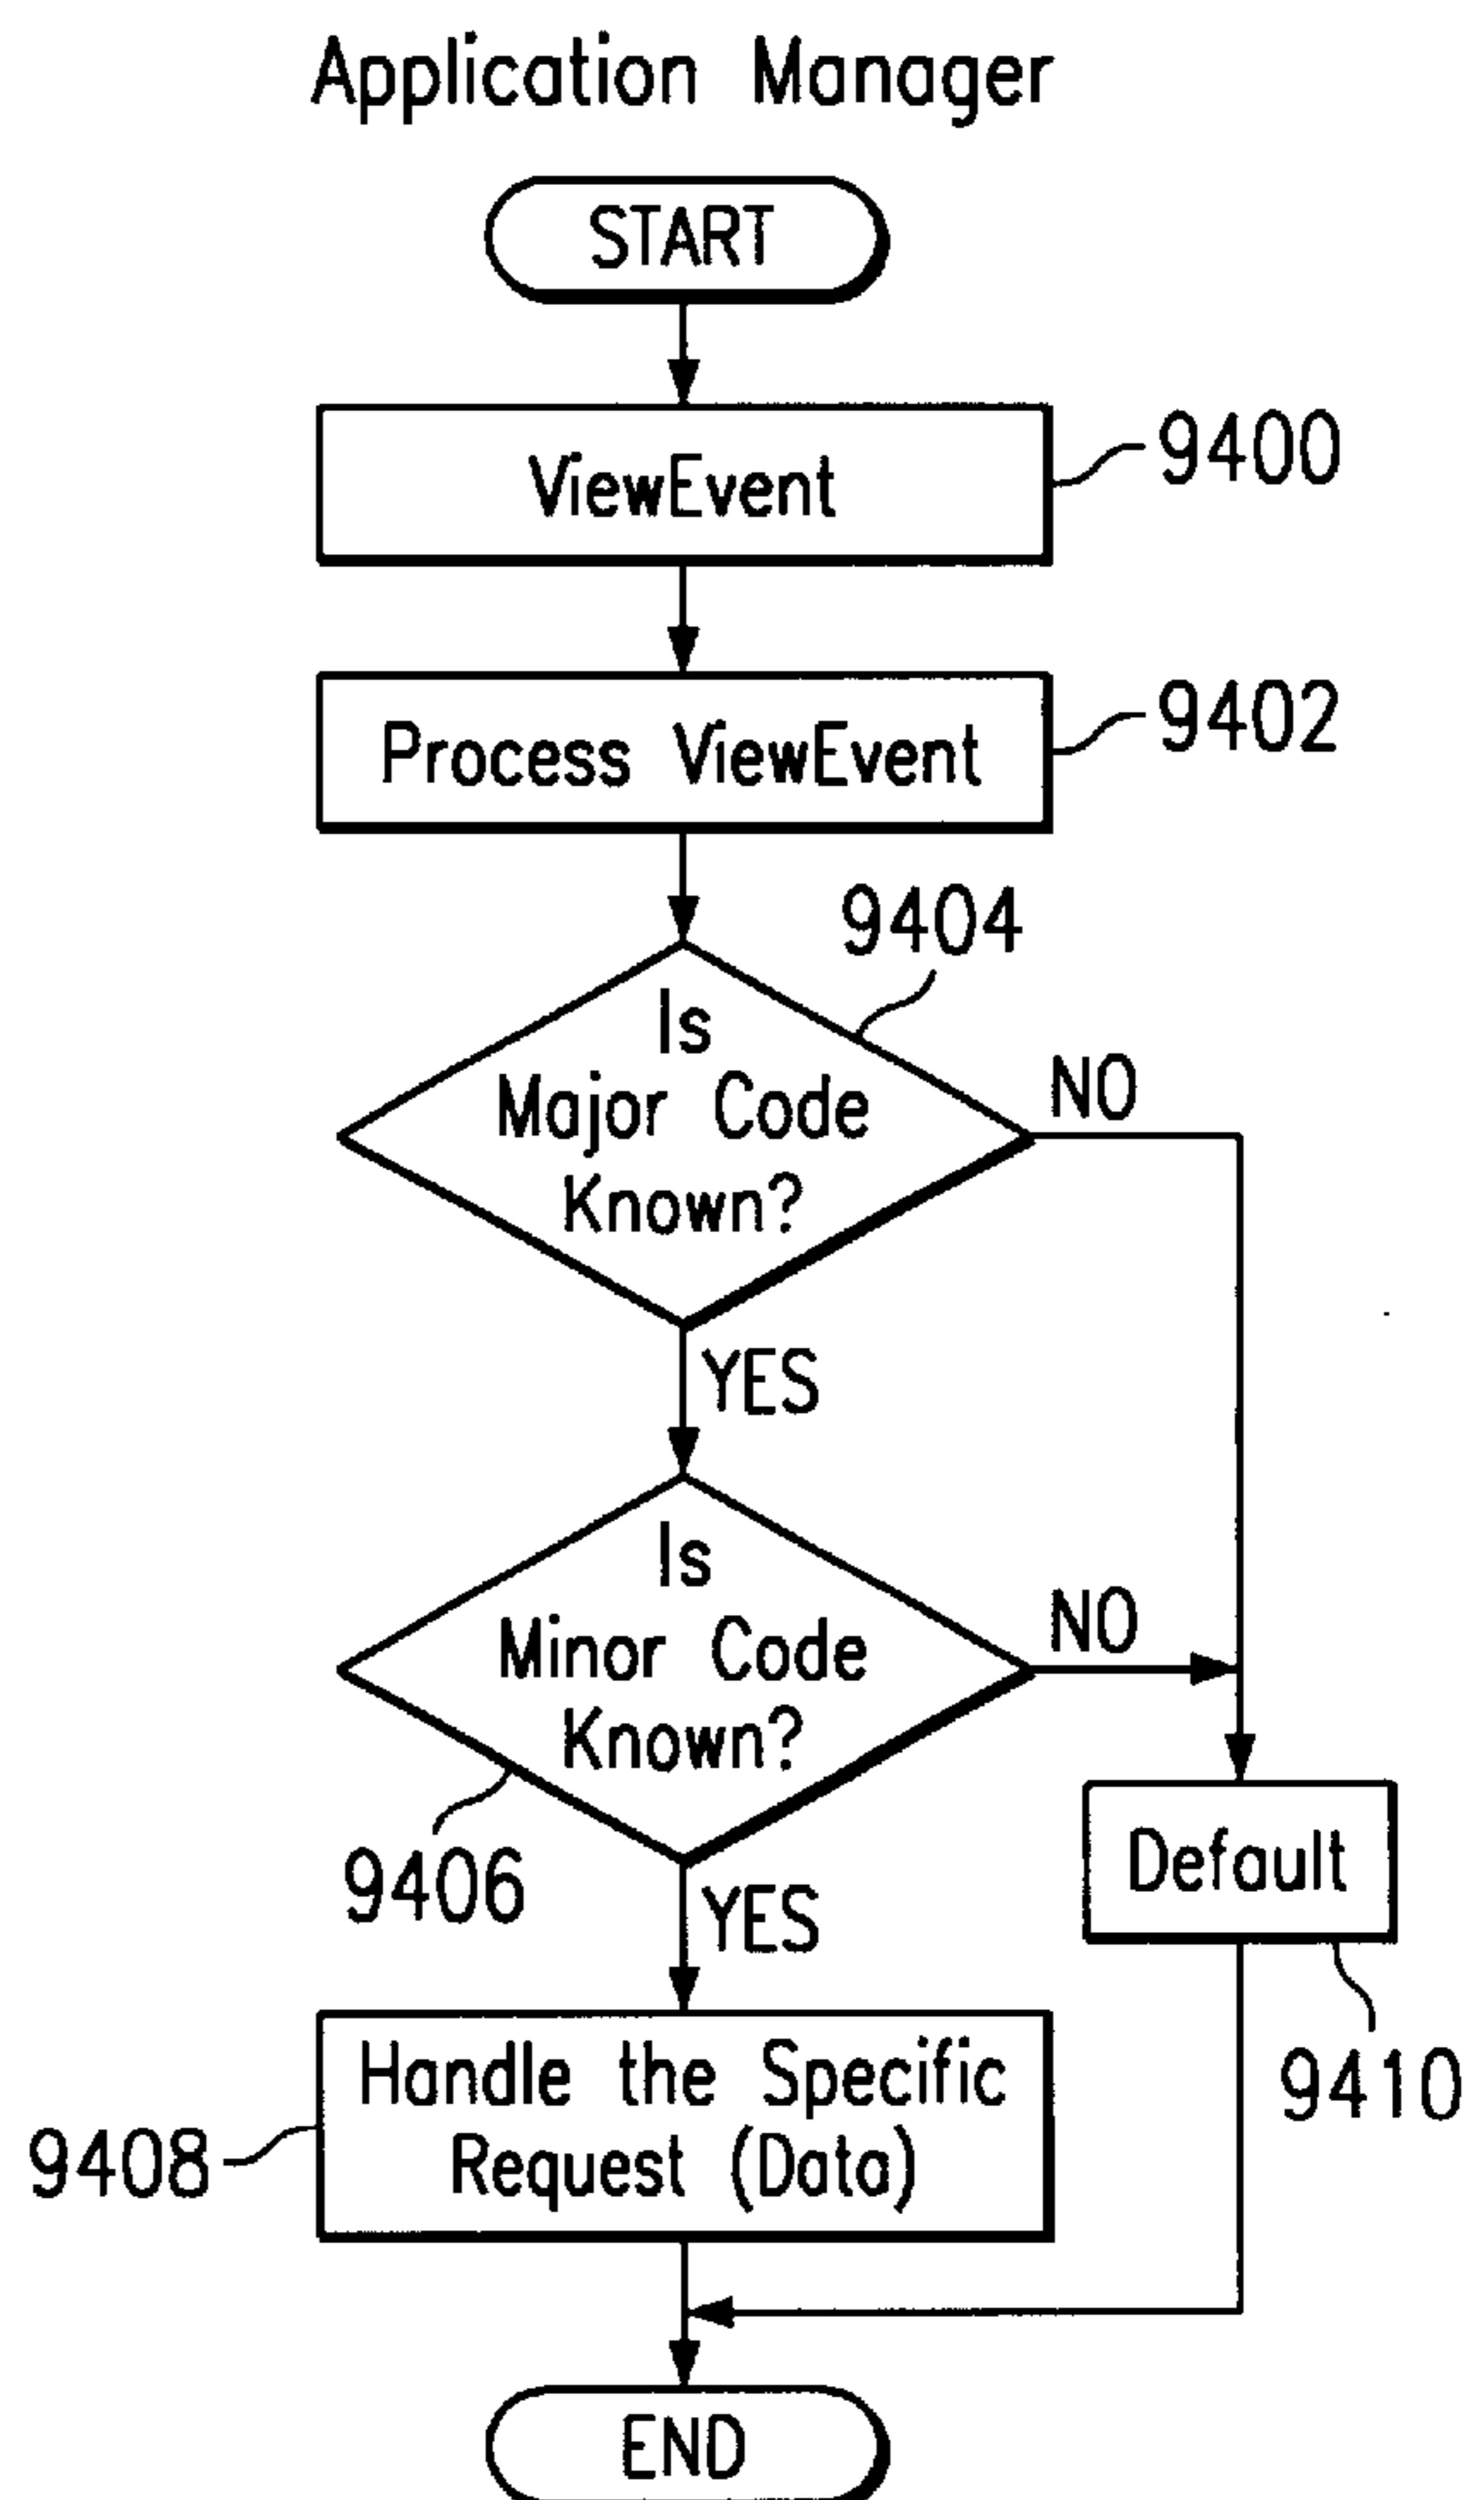 Application Manager
START
ViewEvent
9400
Process ViewEvent
9402
9404
Is
Major Code
Known?
NO
YES
Is
Minor Code
Known?
NO
9406
YES
Default
9410
Handle the Specific
Request (Data)
9408
END